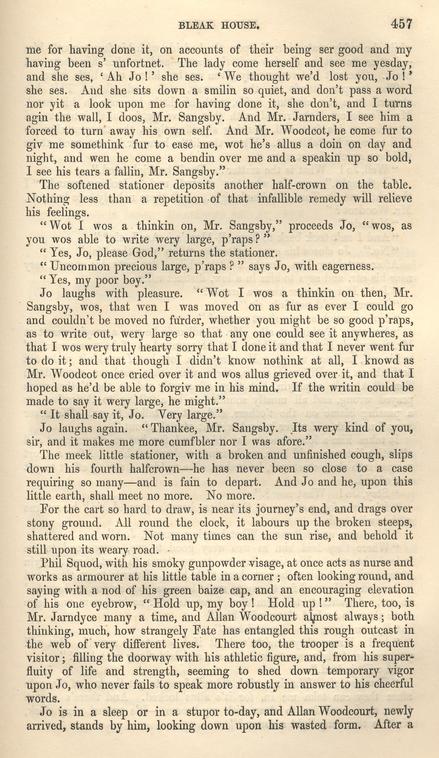 BLEAK HOUSE. 457
me for having done it, on accounts of their being ser good and my
having been s' unfortnet. The lady come herself and see me yesday,
and she ses, 'Ah Jo!' she ses. 'We thought we'd lost you, Jo!'
she ses. And she sits down a smilin so quiet, and don't pass a word
nor yit a look upon me for having done it, she don't, and I turns
agin the wall, I doos, Mr. Sangsby. And Mr. Jarnders, I see him a
forced to turn away his own self. And Mr. Woodcot, he come fur to
giv me somethink fur to ease me, wot he's allus a doin on day and
night, and wen he come a bendin over me and a speakin up so bold,
I see his tears a fallin, Mr. Sangsby."
The softened stationer deposits another half-crown on the table.
Nothing less than a repetition of that infallible remedy will relieve
his feelings.
"Wot I wos a thinkin on, Mr. Sangsby," proceeds Jo, "wos, as
you wos able to write wery large, p'raps?"
"Yes, Jo, please God," returns the stationer.
"Uncommon precious large, p'raps?" says Jo, with eagerness.
"Yes, my poor boy."
Jo laughs with pleasure. "Wot I wos a thinkin on then, Mr.
Sangsby, wos, that wen I was moved on as fur as ever I could go
and couldn't be moved no furder, whether you might be so good p'raps,
as to write out, wery large so that any one could see it anywheres, as
that I wos wery truly hearty sorry that I done it and that I never went fur
to do it; and that though I didn't know nothink at all, I knowd as
Mr. Woodcot once cried over it and wos allus grieved over it, and that I
hoped as he'd be able to forgiv me in his mind. If the writin could be
made to say it wery large, he might."
"It shall say it, Jo. Very large."
Jo laughs again. "Thankee, Mr. Sangsby. Its wery kind of you,
sir, and it makes me more cumfbler nor I was afore."
The meek little stationer, with a broken and unfinished cough, slips
down his fourth halfcrown—he has never been so close to a case
requiring so many—and is fain to depart. And Jo and he, upon this
little earth, shall meet no more. No more.
For the cart so hard to draw, is near its journey's end, and drags over
stony ground. All round the clock, it labours up the broken steeps,
shattered and worn. Not many times can the sun rise, and behold it
still upon its weary road.
Phil Squod, with his smoky gunpowder visage, at once acts as nurse and
works as armourer at his little table in a corner; often looking round, and
saying with a nod of his green baize cap, and an encouraging elevation
of his one eyebrow, "Hold up, my boy! Hold up!" There, too, is
Mr. Jarndyce many a time, and Allan Woodcourt almost always; both
thinking, much, how strangely Fate has entangled this rough outcast in
the web of very different lives. There too, the trooper is a frequent
visitor; filling the doorway with his athletic figure, and, from his super-
fluity of life and strength, seeming to shed down temporary vigor
upon Jo, who never fails to speak more robustly in answer to his cheerful
words.
Jo is in a sleep or in a stupor to-day, and Allan Woodcourt, newly
arrived, stands by him, looking down upon his wasted form. After a